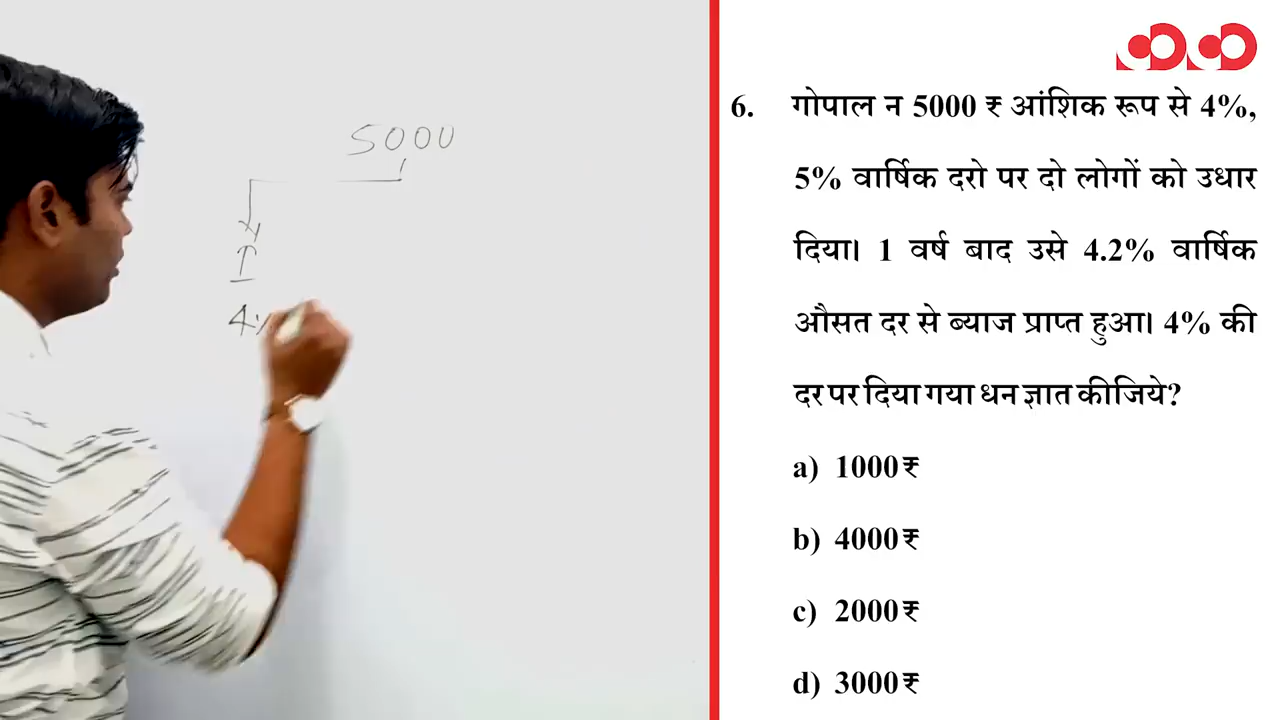 5000
I
4%
6. गोपाल न 5000 ₹ आंशिक रूप से 4%,
5% वार्षिक दरो पर दो लोगों को उधार
दिया। 1 वर्ष बाद उसे 4.2% वार्षिक
औसत दर से ब्याज प्राप्त हुआ। 4% की
दर पर दिया गया धन ज्ञात कीजिये?
a) 1000₹
b) 4000₹
c) 2000₹
d) 3000₹